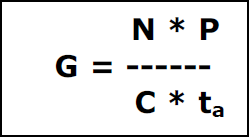 N * P
G = ------
C * ta